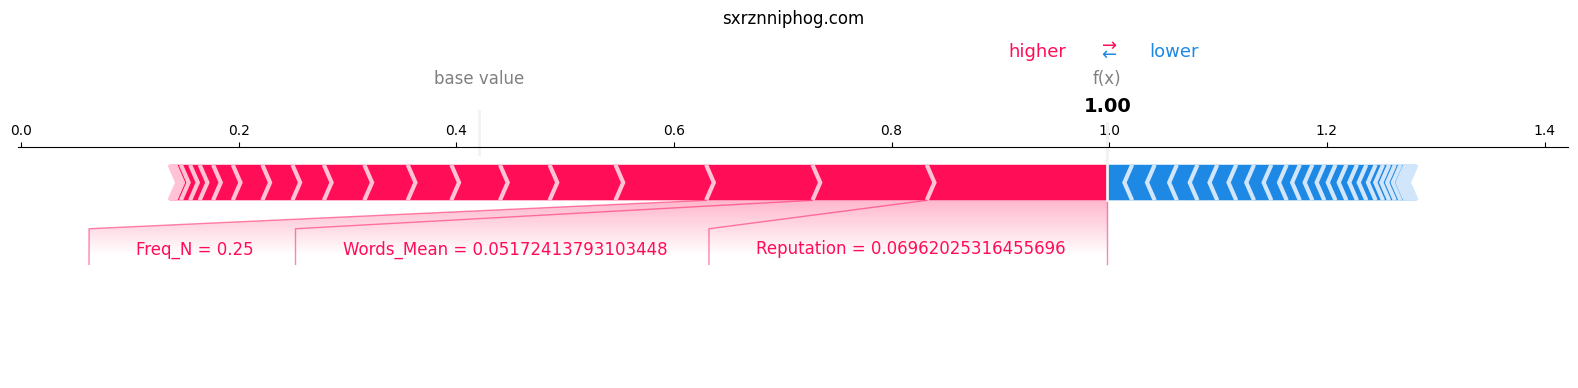 sxrznniphog.com
higher ⇄ lower
base value
f(x)
1.00
0.0 0.2 0.4 0.6 0.8 1.0 1.2 1.4
Freq_N = 0.25
Words_Mean = 0.05172413793103448
Reputation = 0.06962025316455696